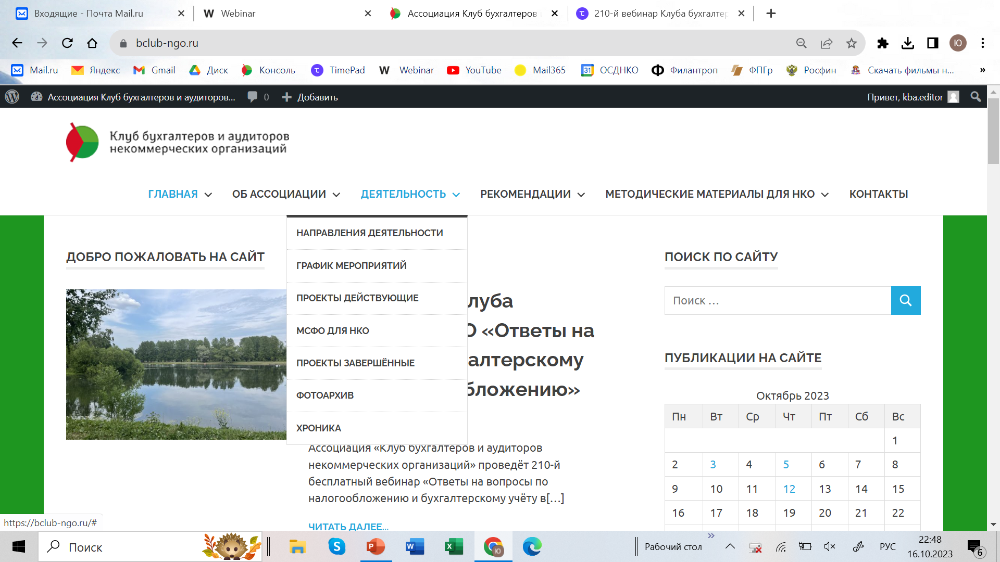 Входящие - Почта Mail.ru
Webinar
Ассоциация Клуб бухгалтеров
210-й вебинар Клуба бухгалтер
bclub-ngo.ru
Ю
Mail.ru
Яндекс
Gmail
Диск
Консоль
TimePad
Webinar
YouTube
Mail365
31
ОСДНКО
Филантроп
ФПГр
Росфин
Скачать фильмы н...
»
Ассоциация Клуб бухгалтеров и аудиторов...
0
Добавить
Привет, kba.editor
Клуб бухгалтеров и аудиторов
некоммерческих организаций
ГЛАВНАЯ
ОБ АССОЦИАЦИИ
ДЕЯТЕЛЬНОСТЬ
РЕКОМЕНДАЦИИ
МЕТОДИЧЕСКИЕ МАТЕРИАЛЫ ДЛЯ НКО
КОНТАКТЫ
НАПРАВЛЕНИЯ ДЕЯТЕЛЬНОСТИ
ГРАФИК МЕРОПРИЯТИЙ
ПРОЕКТЫ ДЕЙСТВУЮЩИЕ
МСФО ДЛЯ НКО
ПРОЕКТЫ ЗАВЕРШЁННЫЕ
ФОТОАРХИВ
ХРОНИКА
ДОБРО ПОЖАЛОВАТЬ НА САЙТ
луба
О «Ответы на
алтерскому
бложению»
Ассоциация «Клуб бухгалтеров и аудиторов
некоммерческих организаций» проведёт 210-й
бесплатный вебинар «Ответы на вопросы по
налогообложению и бухгалтерскому учёту в[…]
ЧИТАТЬ ДАЛЕЕ...
ПОИСК ПО САЙТУ
Поиск …
ПУБЛИКАЦИИ НА САЙТЕ
Октябрь 2023
Пн Вт Ср Чт Пт Сб Вс
1
2 3 4 5 6 7 8
9 10 11 12 13 14 15
16 17 18 19 20 21 22
https://bclub-ngo.ru/#
Поиск
Рабочий стол
»
РУС
22:48
16.10.2023
6